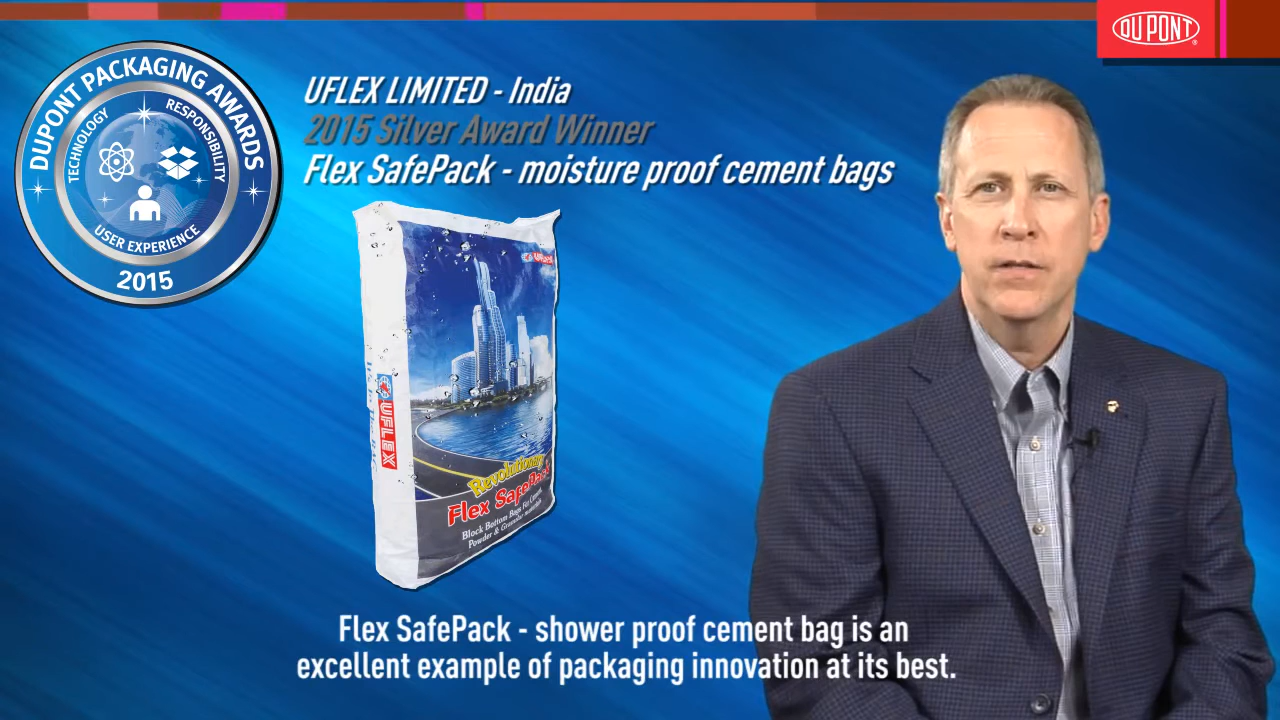 DU PONT
DUPONT PACKAGING AWARDS
TECHNOLOGY
RESPONSIBILITY
USER EXPERIENCE
2015
UFLEX LIMITED - India
2015 Silver Award Winner
Flex SafePack - moisture proof cement bags
UFLEX
UFLEX
Revolutionary
Flex SafePack
Block Bottom Bags For Cement,
Powder & Granular materials
Flex SafePack - shower proof cement bag is an
excellent example of packaging innovation at its best.